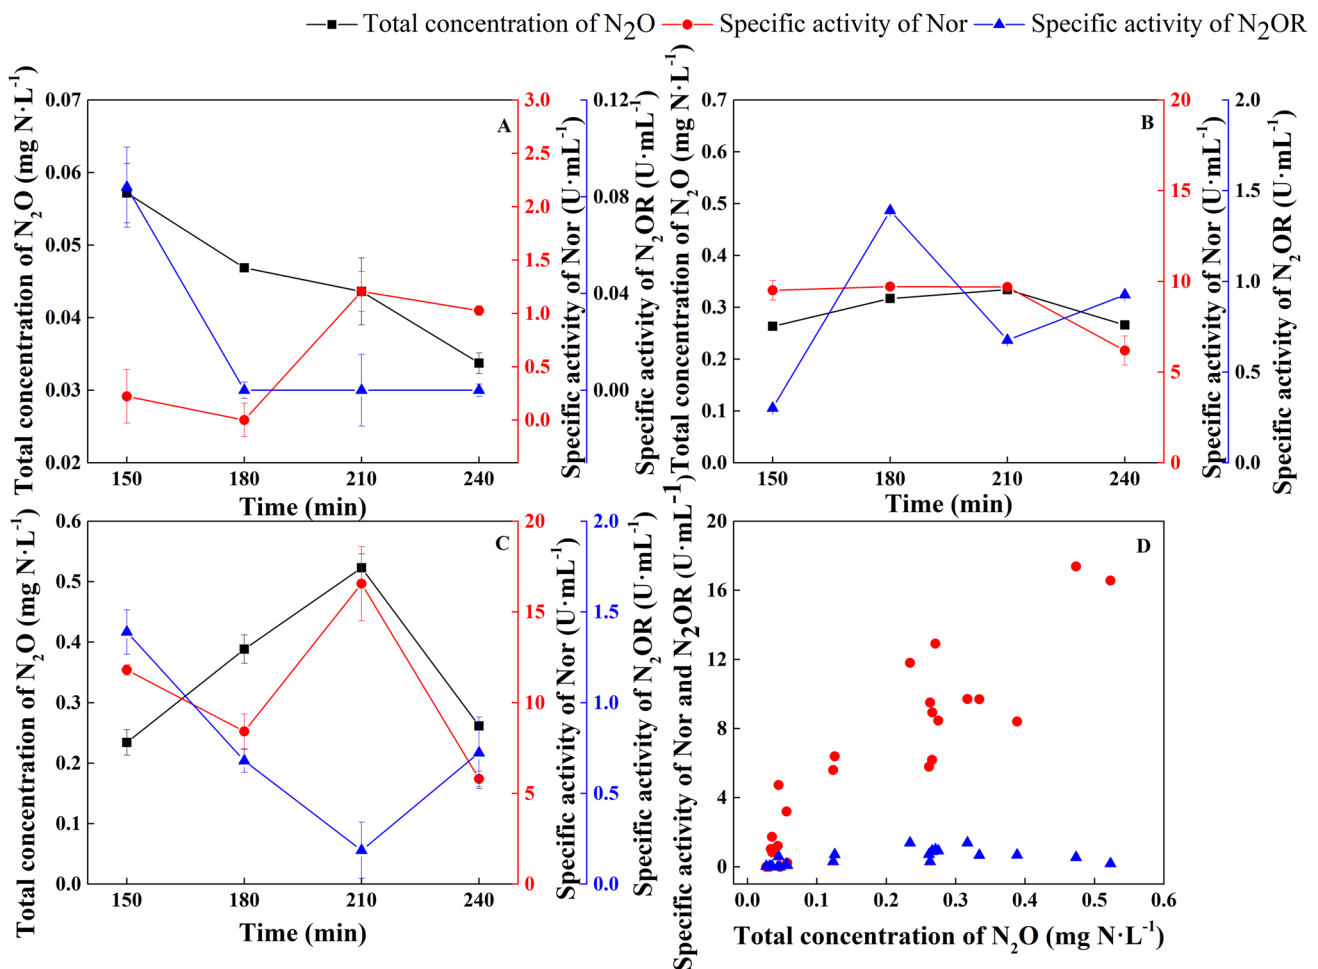 Total concentration of N₂O Specific activity of Nor Specific activity of N₂OR
Total concentration of N₂O (mg N·L⁻¹)
0.07
0.06
0.05
0.04
0.03
0.02
A
3.0
2.5
2.0
1.5
1.0
0.5
0.0
Specific activity of Nor (U·mL⁻¹)
0.12
0.08
0.04
0.00
Specific activity of N₂OR (U·mL⁻¹)
150 180 210 240
Time (min)
Total concentration of N₂O (mg N·L⁻¹)
0.7
0.6
0.5
0.4
0.3
0.2
0.1
0.0
B
20
15
10
5
0
Specific activity of Nor (U·mL⁻¹)
2.0
1.5
1.0
0.5
0.0
Specific activity of N₂OR (U·mL⁻¹)
150 180 210 240
Time (min)
Total concentration of N₂O (mg N·L⁻¹)
0.6
0.5
0.4
0.3
0.2
0.1
0.0
C
20
15
10
5
0
Specific activity of Nor (U·mL⁻¹)
2.0
1.5
1.0
0.5
0.0
Specific activity of N₂OR (U·mL⁻¹)
150 180 210 240
Time (min)
Specific activity of Nor and N₂OR (U·mL⁻¹)
20
16
12
8
4
0
D
0.0 0.1 0.2 0.3 0.4 0.5 0.6
Total concentration of N₂O (mg N·L⁻¹)